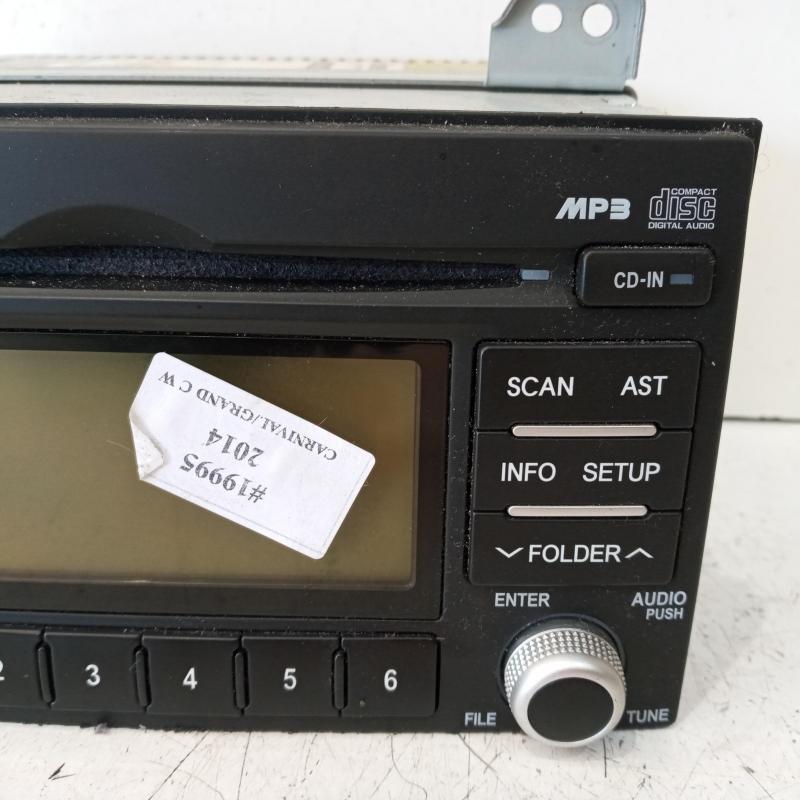 MP3
COMPACT
disc
DIGITAL AUDIO
CD-IN
SCAN AST
INFO SETUP
FOLDER
ENTER AUDIO
PUSH
FILE TUNE
2 3 4 5 6
#19995
2014
CARNIVAL/GRAND C W